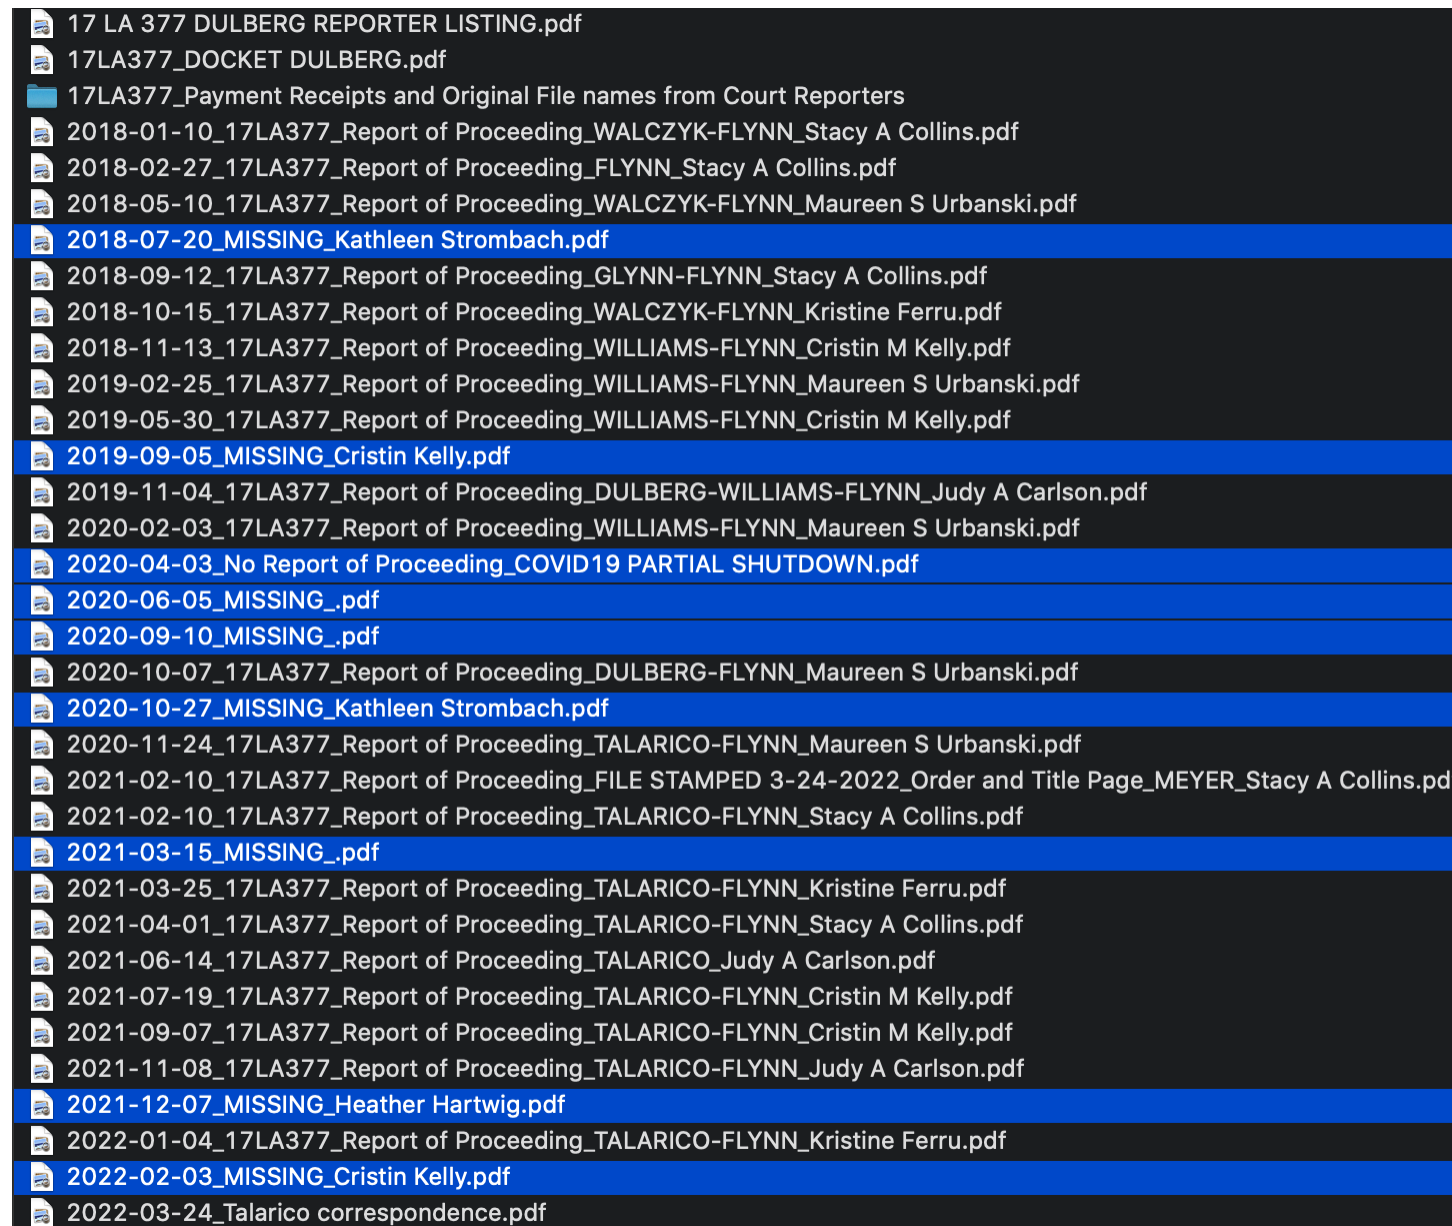 17 LA 377 DULBERG REPORTER LISTING.pdf
17LA377_DOCKET DULBERG.pdf
17LA377_Payment Receipts and Original File names from Court Reporters
2018-01-10_17LA377_Report of Proceeding_WALCZYK-FLYNN_Stacy A Collins.pdf
2018-02-27_17LA377_Report of Proceeding_FLYNN_Stacy A Collins.pdf
2018-05-10_17LA377_Report of Proceeding_WALCZYK-FLYNN_Maureen S Urbanski.pdf
2018-07-20_MISSING_Kathleen Strombach.pdf
2018-09-12_17LA377_Report of Proceeding_GLYNN-FLYNN_Stacy A Collins.pdf
2018-10-15_17LA377_Report of Proceeding_WALCZYK-FLYNN_Kristine Ferru.pdf
2018-11-13_17LA377_Report of Proceeding_WILLIAMS-FLYNN_Cristin M Kelly.pdf
2019-02-25_17LA377_Report of Proceeding_WILLIAMS-FLYNN_Maureen S Urbanski.pdf
2019-05-30_17LA377_Report of Proceeding_WILLIAMS-FLYNN_Cristin M Kelly.pdf
2019-09-05_MISSING_Cristin Kelly.pdf
2019-11-04_17LA377_Report of Proceeding_DULBERG-WILLIAMS-FLYNN_Judy A Carlson.pdf
2020-02-03_17LA377_Report of Proceeding_WILLIAMS-FLYNN_Maureen S Urbanski.pdf
2020-04-03_No Report of Proceeding_COVID19 PARTIAL SHUTDOWN.pdf
2020-06-05_MISSING_.pdf
2020-09-10_MISSING_.pdf
2020-10-07_17LA377_Report of Proceeding_DULBERG-FLYNN_Maureen S Urbanski.pdf
2020-10-27_MISSING_Kathleen Strombach.pdf
2020-11-24_17LA377_Report of Proceeding_TALARICO-FLYNN_Maureen S Urbanski.pdf
2021-02-10_17LA377_Report of Proceeding_FILE STAMPED 3-24-2022_Order and Title Page_MEYER_Stacy A Collins.pd
2021-02-10_17LA377_Report of Proceeding_TALARICO-FLYNN_Stacy A Collins.pdf
2021-03-15_MISSING_.pdf
2021-03-25_17LA377_Report of Proceeding_TALARICO-FLYNN_Kristine Ferru.pdf
2021-04-01_17LA377_Report of Proceeding_TALARICO-FLYNN_Stacy A Collins.pdf
2021-06-14_17LA377_Report of Proceeding_TALARICO_Judy A Carlson.pdf
2021-07-19_17LA377_Report of Proceeding_TALARICO-FLYNN_Cristin M Kelly.pdf
2021-09-07_17LA377_Report of Proceeding_TALARICO-FLYNN_Cristin M Kelly.pdf
2021-11-08_17LA377_Report of Proceeding_TALARICO-FLYNN_Judy A Carlson.pdf
2021-12-07_MISSING_Heather Hartwig.pdf
2022-01-04_17LA377_Report of Proceeding_TALARICO-FLYNN_Kristine Ferru.pdf
2022-02-03_MISSING_Cristin Kelly.pdf
2022-03-24_Talarico correspondence.pdf